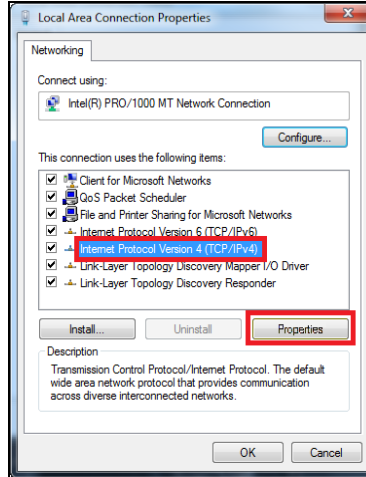 Local Area Connection Properties
Networking
Connect using:
Intel(R) PRO/1000 MT Network Connection
Configure...
This connection uses the following items:
Client for Microsoft Networks
QoS Packet Scheduler
File and Printer Sharing for Microsoft Networks
Internet Protocol Version 6 (TCP/IPv6)
Internet Protocol Version 4 (TCP/IPv4)
Link-Layer Topology Discovery Mapper I/O Driver
Link-Layer Topology Discovery Responder
Install... Uninstall Properties
Description
Transmission Control Protocol/Internet Protocol. The default
wide area network protocol that provides communication
across diverse interconnected networks.
OK Cancel